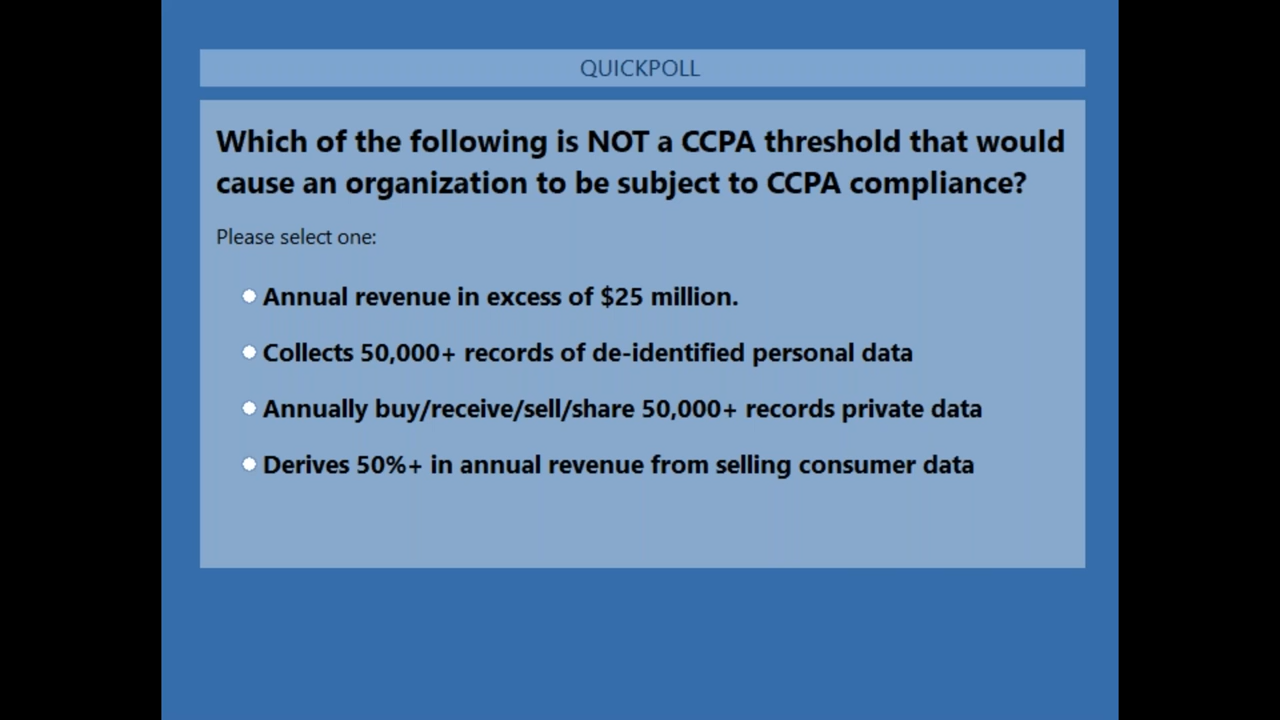 QUICKPOLL
Which of the following is NOT a CCPA threshold that would
cause an organization to be subject to CCPA compliance?
Please select one:
Annual revenue in excess of $25 million.
Collects 50,000+ records of de-identified personal data
Annually buy/receive/sell/share 50,000+ records private data
Derives 50%+ in annual revenue from selling consumer data